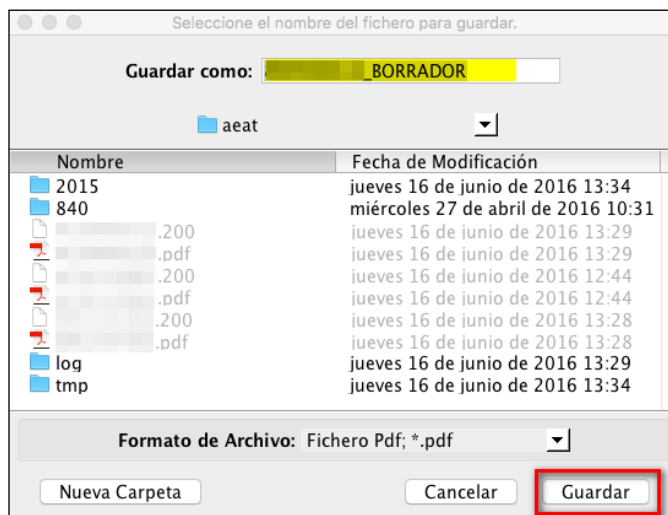 Seleccione el nombre del fichero para guardar.
Guardar como: _BORRADOR
aeat
Nombre Fecha de Modificación
2015 jueves 16 de junio de 2016 13:34
840 miércoles 27 de abril de 2016 10:31
.200 jueves 16 de junio de 2016 13:29
.pdf jueves 16 de junio de 2016 13:29
.200 jueves 16 de junio de 2016 12:44
.pdf jueves 16 de junio de 2016 12:44
.200 jueves 16 de junio de 2016 13:28
.pdf jueves 16 de junio de 2016 13:28
log jueves 16 de junio de 2016 13:29
tmp jueves 16 de junio de 2016 13:34
Formato de Archivo: Fichero Pdf; *.pdf
Nueva Carpeta Cancelar Guardar